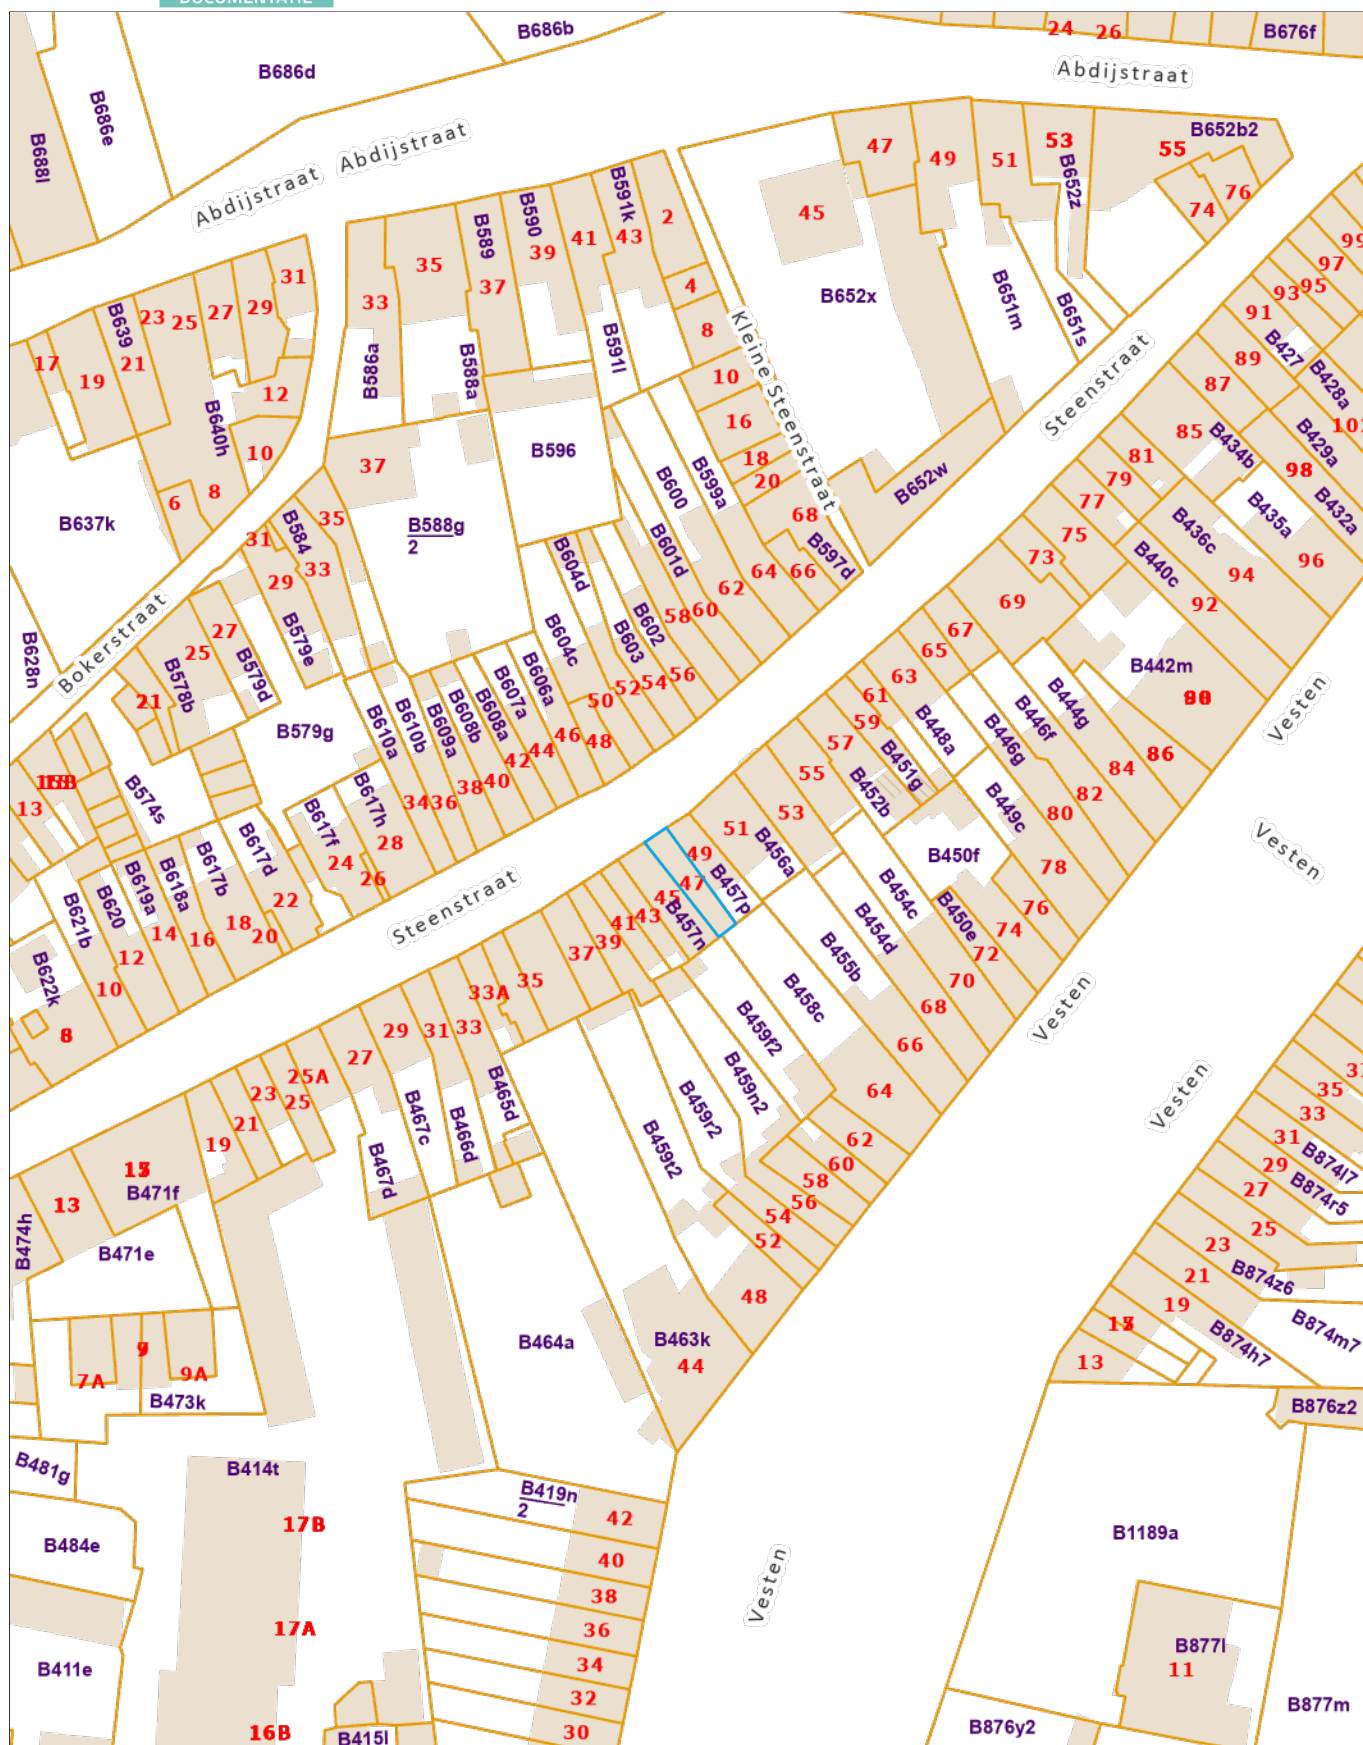 DOCUMENTATIE
B686b
24
26
B676f
B686d
Abdijstraat
B686e
B688l
Abdijstraat
Abdijstraat
47
49
51
53
B652z
55
B652b2
74
76
45
B652x
B651m
B651s
99
97
95
93
91
B427
B428a
89
87
85
B434b
B429a
98
B432a
B435a
96
81
79
77
75
73
B436c
94
B440c
92
69
B442m
Steenstraat
B652w
Kleine Steenstraat
2
4
8
10
16
18
20
68
B597d
66
64
62
60
58
56
54
52
50
48
46
44
42
40
38
36
34
31
29
27
25
23
B639
21
19
17
12
10
B640h
8
6
B637k
33
35
B589
37
B590
39
41
B591k
43
B591l
B586a
B588a
37
B588g
2
B596
B600
B599a
B601d
B602
B603
B604d
B604c
B606a
B607a
B608a
B608b
B609a
B610b
B610a
B584
35
33
31
29
B579e
27
25
B579d
B578b
21
B579g
Bokerstraat
B628n
13
B574s
B617h
B617f
28
26
24
22
B617d
B617b
B618a
B619a
B620
B621b
B622k
20
18
16
14
12
10
8
Steenstraat
67
65
63
61
59
57
55
53
51
49
47
45
43
41
39
37
35
33A
33
31
29
27
25A
25
23
21
19
13
B471f
B471e
B474h
B444g
B446f
B446g
B448a
B451g
B452b
B449c
B450f
B450e
B454c
B454d
B455b
B456a
B457p
B457n
B458c
B459f2
B459n2
B459r2
B459t2
B465d
B466d
B467c
B467d
86
84
82
80
78
76
74
72
70
68
66
64
62
60
58
56
54
52
48
B463k
44
B464a
Vesten
Vesten
Vesten
Vesten
Vesten
35
33
31
29
27
25
23
21
19
13
B874l7
B874r5
B874z6
B874m7
B874h7
B876z2
7A
9A
B473k
B481g
B484e
B411e
B414t
17B
17A
16B
B415l
B419n
2
42
40
38
36
34
32
30
B1189a
B877l
11
B877m
B876y2